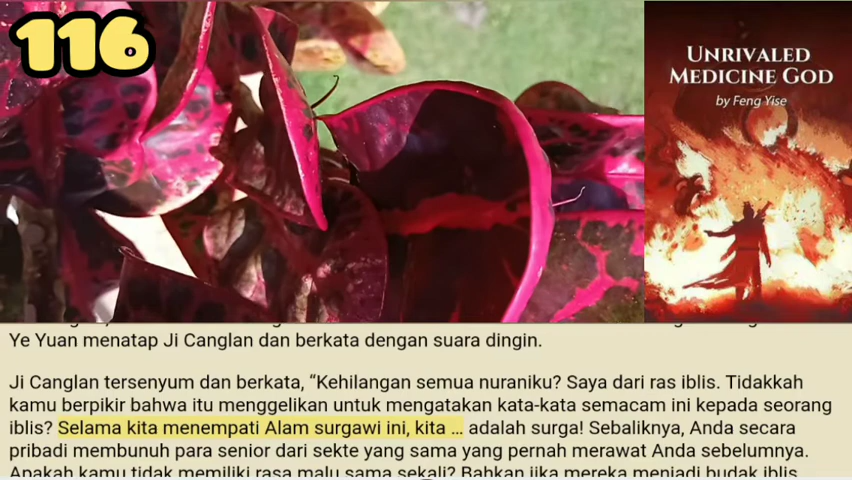 116
UNRIVALED
MEDICINE GOD
by Feng Yise
Ye Yuan menatap Ji Canglan dan berkata dengan suara dingin.
Ji Canglan tersenyum dan berkata, “Kehilangan semua nuraniku? Saya dari ras iblis. Tidakkah
kamu berpikir bahwa itu menggelikan untuk mengatakan kata-kata semacam ini kepada seorang
iblis? Selama kita menempati Alam surgawi ini, kita ... adalah surga! Sebaliknya, Anda secara
pribadi membunuh para senior dari sekte yang sama yang pernah merawat Anda sebelumnya.
Apakah kamu tidak memiliki rasa malu sama sekali? Bahkan jika mereka menjadi budak iblis